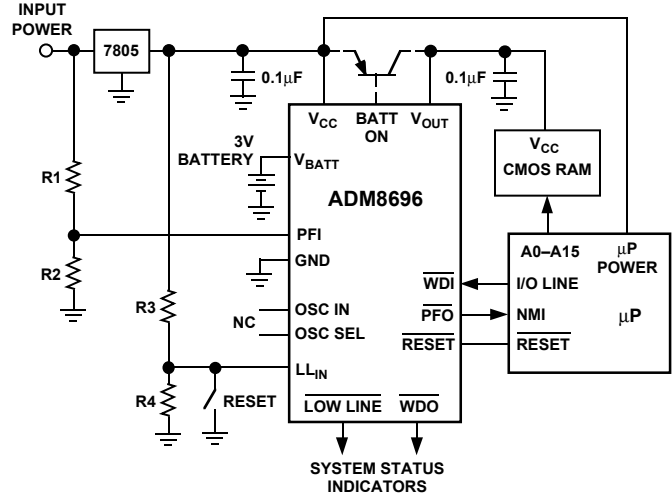 INPUT
POWER
7805
0.1µF
0.1µF
VCC
BATT
ON
VOUT
3V
BATTERY
VBATT
ADM8696
VCC
CMOS RAM
R1
PFI
R2
GND
A0–A15
µP
POWER
WDI
I/O LINE
R3
OSC IN
PFO
NMI
µP
NC
OSC SEL
RESET
RESET
LLIN
R4
RESET
LOW LINE
WDO
SYSTEM STATUS
INDICATORS